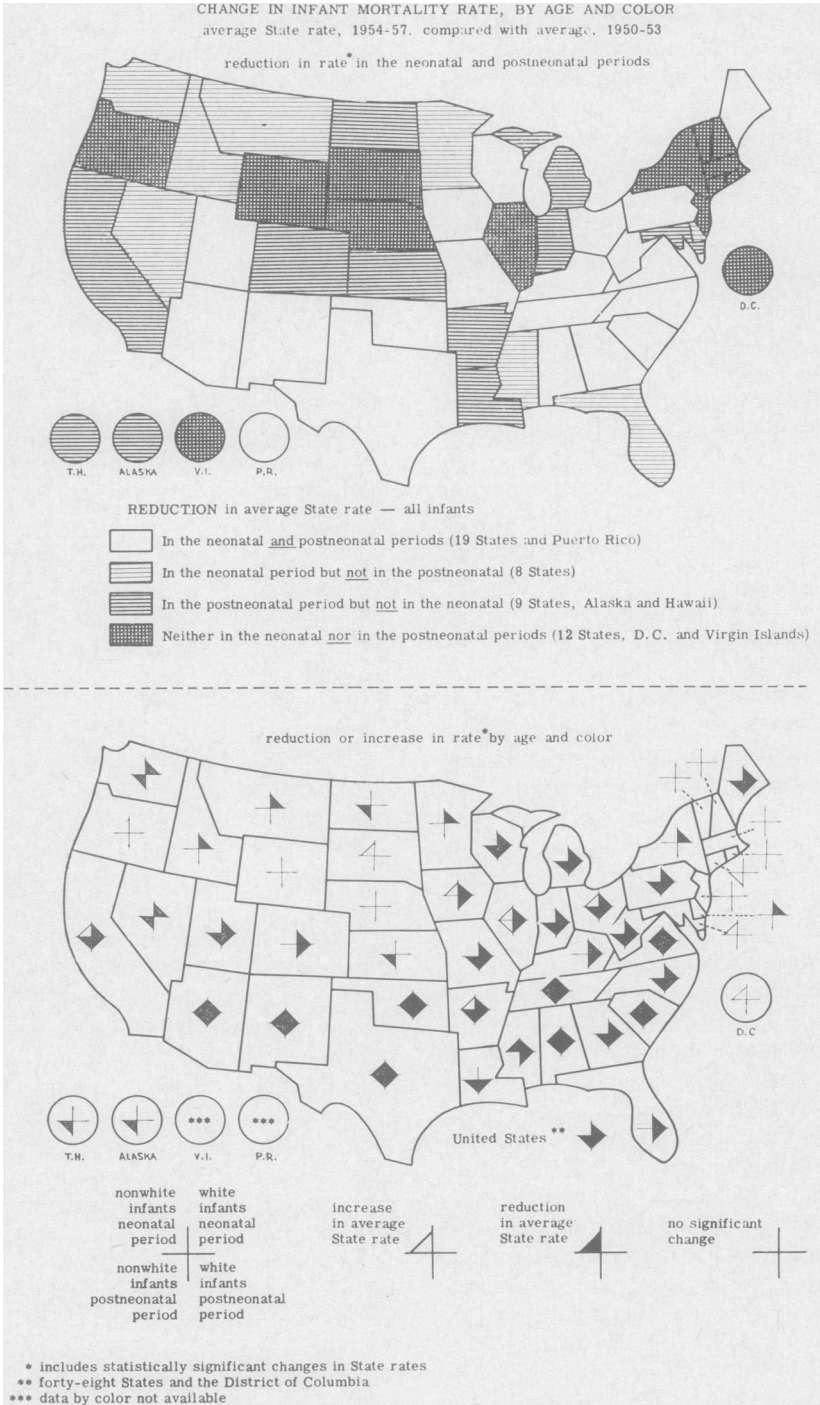 CHANGE IN INFANT MORTALITY RATE, BY AGE AND COLOR
average State rate, 1954-57. compared with average. 1950-53
reduction in rate* in the neonatal and postneonatal periods
D.C.
T.H. ALASKA V.I. P.R.
REDUCTION in average State rate — all infants
In the neonatal and postneonatal periods (19 States and Puerto Rico)
In the neonatal period but not in the postneonatal (8 States)
In the postneonatal period but not in the neonatal (9 States, Alaska and Hawaii)
Neither in the neonatal nor in the postneonatal periods (12 States, D.C. and Virgin Islands)
reduction or increase in rate* by age and color
D.C
*** ***
T.H. ALASKA V.I. P.R.
United States **
nonwhite infants neonatal period
white infants neonatal period
nonwhite infants postneonatal period
white infants postneonatal period
increase in average State rate
reduction in average State rate
no significant change
* includes statistically significant changes in State rates
** forty-eight States and the District of Columbia
*** data by color not available